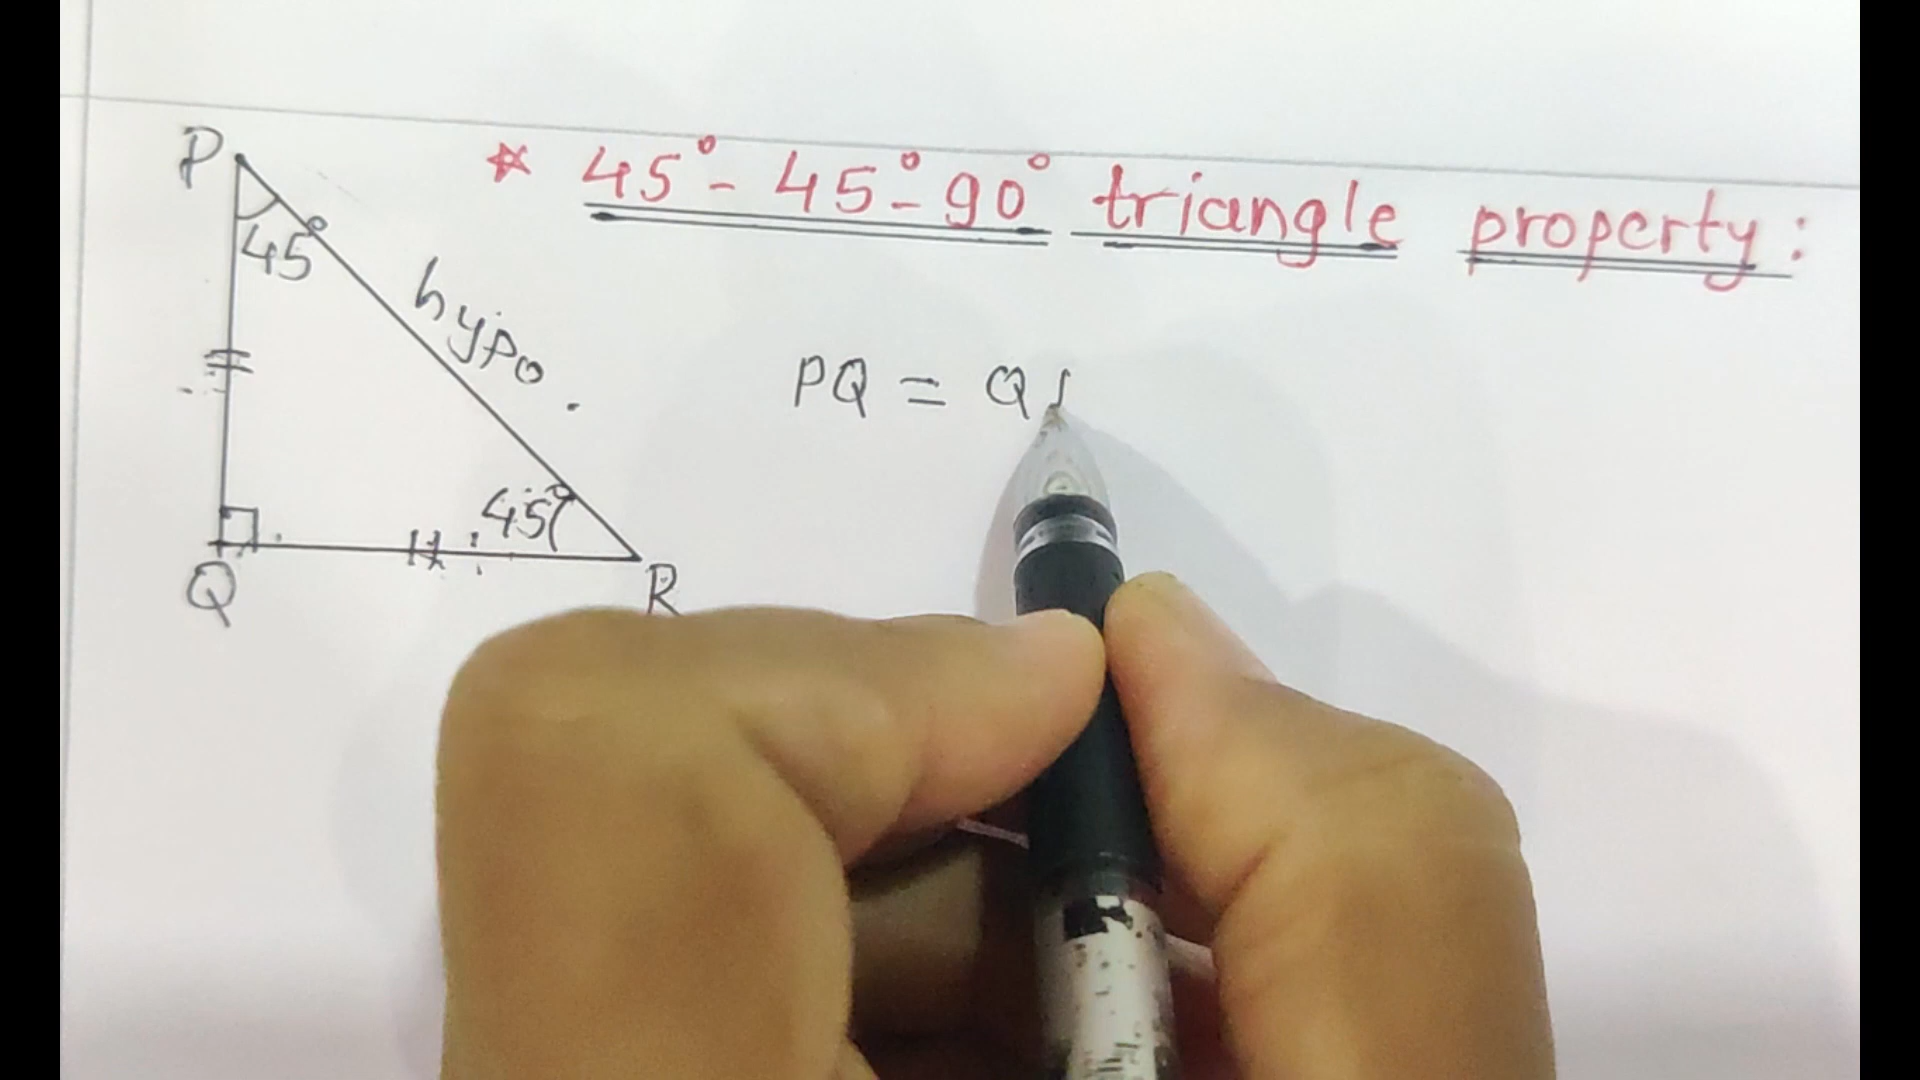 * 45° - 45° - 90° triangle property:
P
45°
hypo.
PQ = Q
45°
Q
R